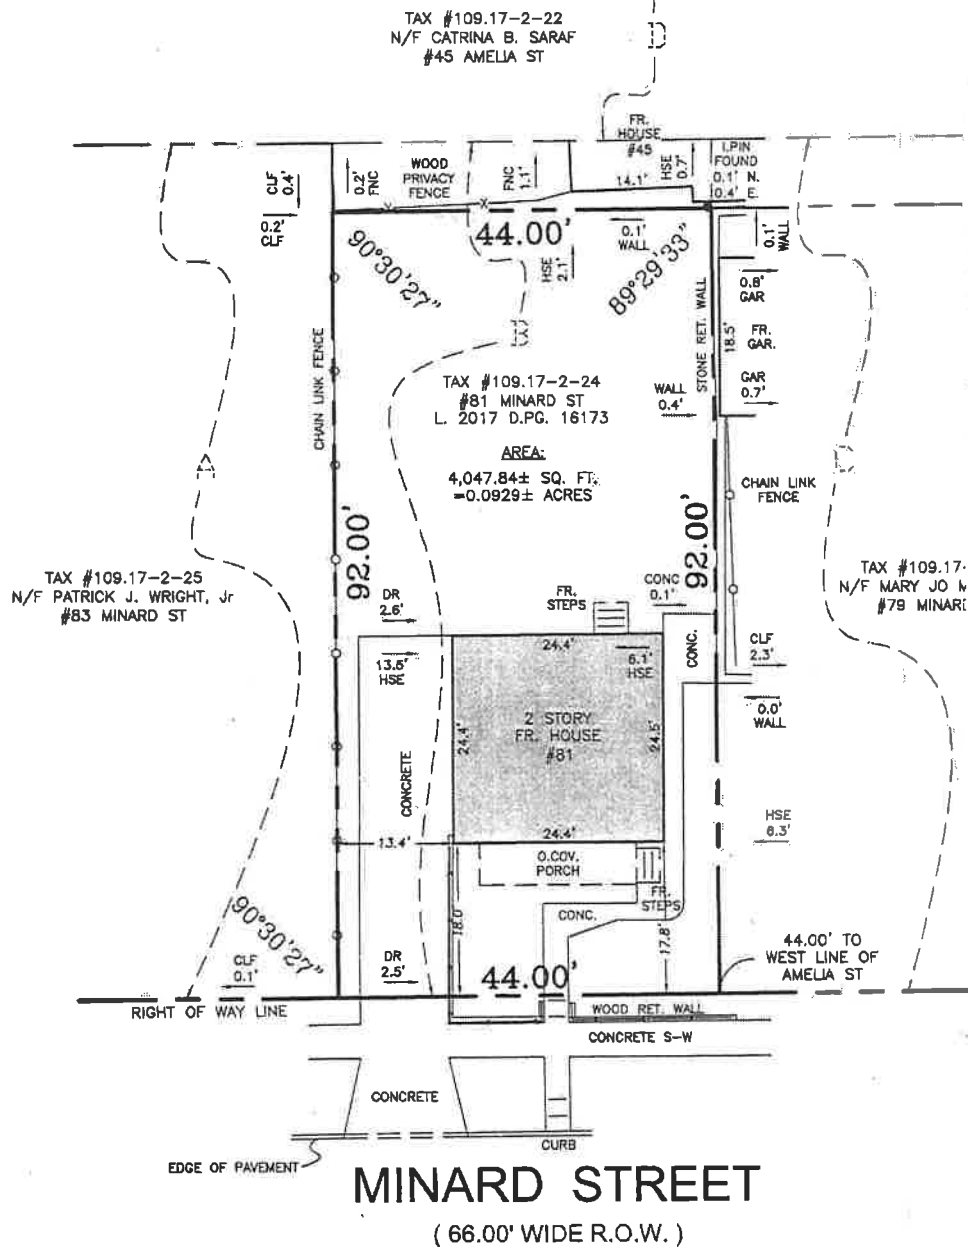 TAX #109.17-2-22
N/F CATRINA B. SARAF
#45 AMELIA ST
D
FR.
HOUSE
#45
CLF
0.4'
0.2'
FNC
WOOD
PRIVACY
FENCE
FNC
1.1'
14.1'
HSE
0.7'
I.PIN
FOUND
0.1' N.
0.4' E.
0.2'
CLF
90°30'27"
44.00'
0.1'
WALL
HSE
2.1'
89°29'33"
0.1'
WALL
0.8'
GAR
STONE RET. WALL
18.5'
FR.
GAR.
CHAIN LINK FENCE
B
TAX #109.17-2-24
#81 MINARD ST
L. 2017 D.PG. 16173
WALL
0.4'
GAR
0.7'
AREA:
4,047.84± SQ. FT.
=0.0929± ACRES
A
CHAIN LINK
FENCE
92.00'
92.00'
TAX #109.17-2-25
N/F PATRICK J. WRIGHT, Jr
#83 MINARD ST
TAX #109.17-
N/F MARY JO M
#79 MINARD
DR
2.6'
FR.
STEPS
CONC
0.1'
24.4'
13.6'
HSE
6.1'
HSE
CONC.
CLF
2.3'
2 STORY
FR. HOUSE
#81
24.4'
24.5'
0.0'
WALL
CONCRETE
24.4'
13.4'
HSE
6.3'
O.COV.
PORCH
FR.
STEPS
CONC.
18.0'
17.8'
90°30'27"
CLF
0.1'
DR
2.5'
44.00'
44.00' TO
WEST LINE OF
AMELIA ST
RIGHT OF WAY LINE
WOOD RET. WALL
CONCRETE S-W
CONCRETE
CURB
EDGE OF PAVEMENT
MINARD STREET
( 66.00' WIDE R.O.W. )